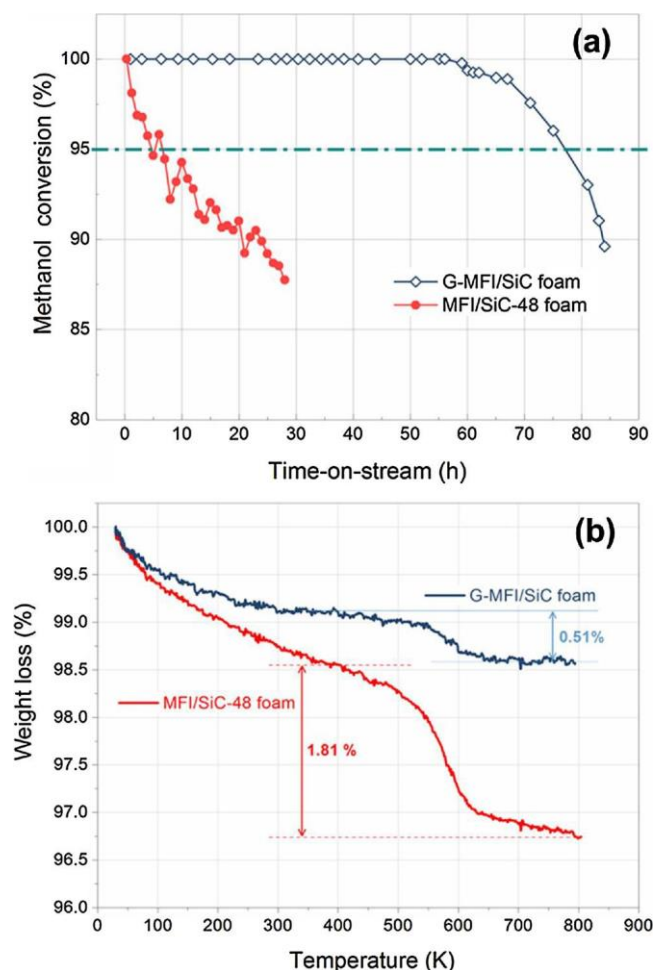 (a)
Methanol conversion (%)
100
95
90
85
80
G-MFI/SiC foam
MFI/SiC-48 foam
0 10 20 30 40 50 60 70 80 90
Time-on-stream (h)
(b)
Weight loss (%)
100.0
99.5
99.0
98.5
98.0
97.5
97.0
96.5
96.0
G-MFI/SiC foam
0.51%
MFI/SiC-48 foam
1.81 %
0 100 200 300 400 500 600 700 800 900
Temperature (K)